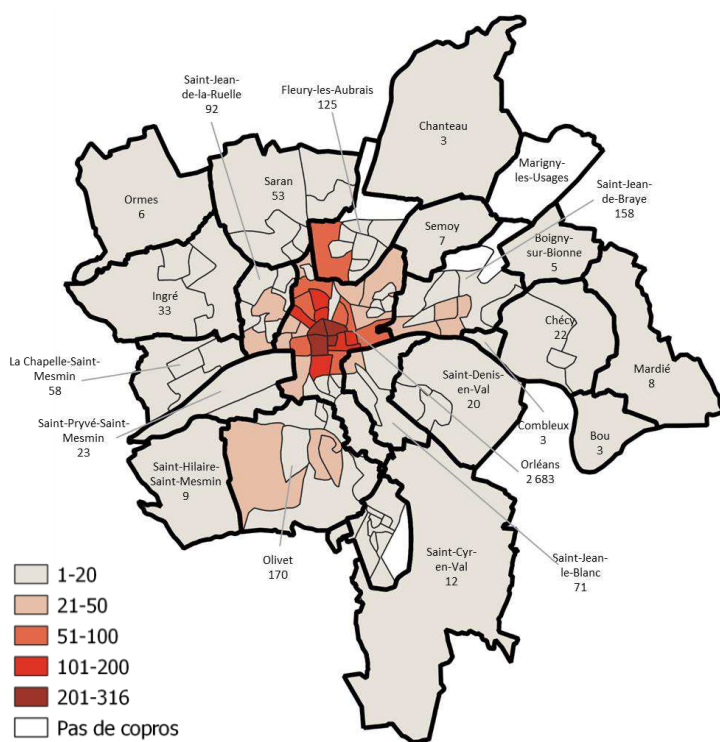 Saint-Jean-
de-la-Ruelle
92
Fleury-les-Aubrais
125
Chanteau
3
Marigny-
les-Usages
Saint-Jean-
de-Braye
158
Ormes
6
Saran
53
Semoy
7
Boigny-
sur-Bionne
5
Ingré
33
Chécy
22
Mardié
8
La Chapelle-Saint-
Mesmin
58
Saint-Denis-
en-Val
20
Saint-Pryvé-Saint-
Mesmin
23
Combleux
3
Bou
3
Orléans
2 683
Saint-Hilaire-
Saint-Mesmin
9
Olivet
170
Saint-Cyr-
en-Val
12
Saint-Jean-
le-Blanc
71
1-20
21-50
51-100
101-200
201-316
Pas de copros